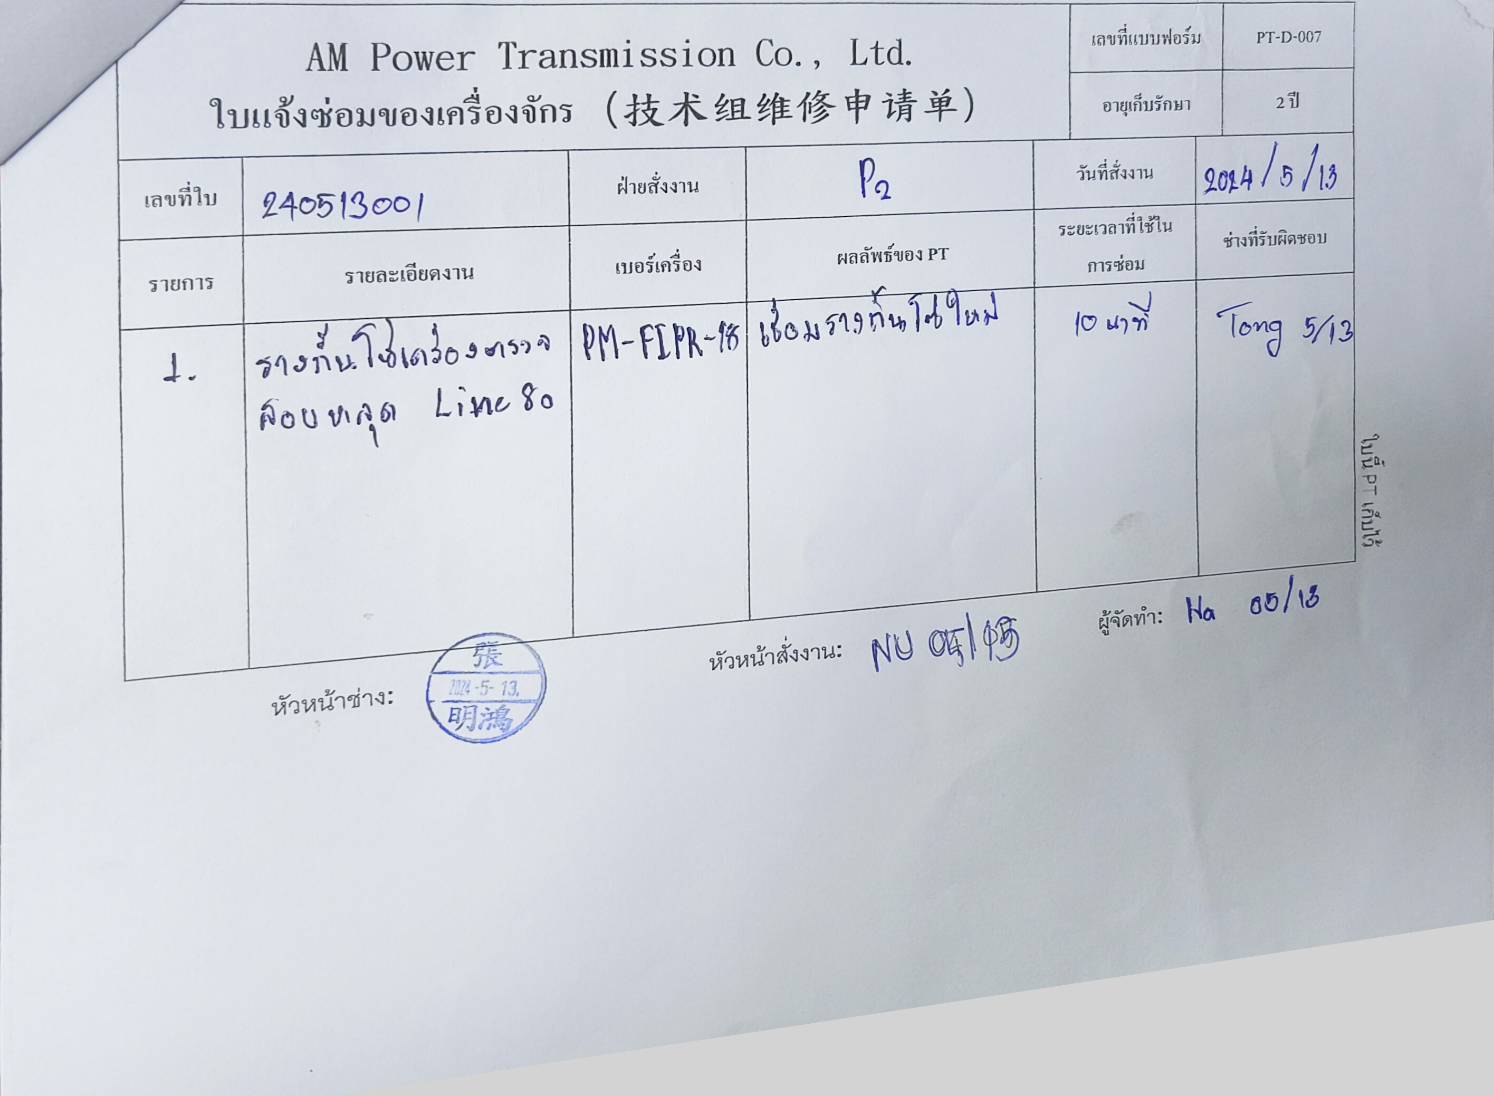 AM Power Transmission Co., Ltd.
ใบแจ้งซ่อมของเครื่องจักร (技术组维修申请单)
เลขที่แบบฟอร์ม PT-D-007
อายุเก็บรักษา 2 ปี
เลขที่ใบ 240513001 ฝ่ายสั่งงาน P2 วันที่สั่งงาน 2024/5/13
รายการ รายละเอียดงาน เบอร์เครื่อง ผลลัพธ์ของ PT ระยะเวลาที่ใช้ใน
การซ่อม ช่างที่รับผิดชอบ
1. รางกั้นโซ่เครื่องตรวจ PM-FIPR-18 เชื่อมรางกั้นโซ่ใหม่ 10 นาที Tong 5/13
สอบหลุด Line 80
ใบนี้ PT เก็บไว้
หัวหน้าช่าง: 張
2024-5-13.
明鴻
หัวหน้าสั่งงาน: NU
ผู้จัดทำ: Na 05/13